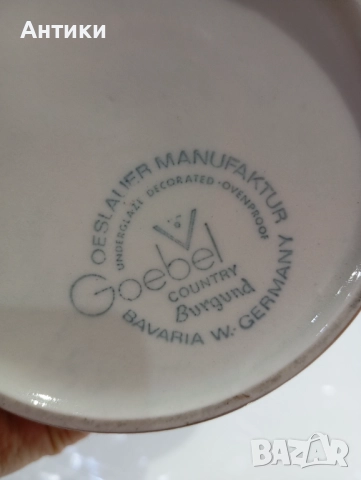 Антики
OESLAUER MANUFAKTUR
UNDERGLAZE DECORATED · OVENPROOF
Goebel
COUNTRY
Burgund
BAVARIA W.-GERMANY
BAZAR